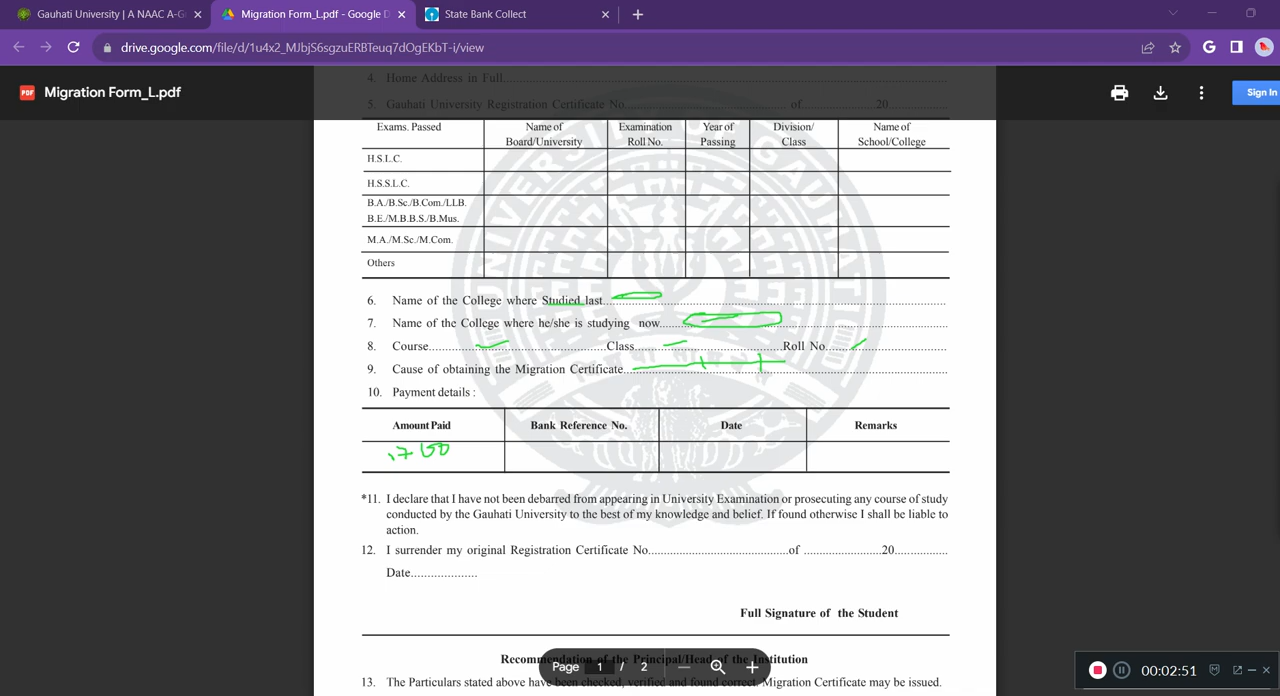 Gauhati University | A NAAC A-G
Migration Form_L.pdf - Google D
State Bank Collect
drive.google.com/file/d/1u4x2_MJbjS6sgzuERBTeuq7dOgEKbT-i/view
PDF Migration Form_L.pdf
Sign In
4. Home Address in Full
5. Gauhati University Registration Certificate No. of 20
Exams. Passed Name of Board/University Examination Roll No. Year of Passing Division/ Class Name of School/College
H.S.L.C.
H.S.S.L.C.
B.A./B.Sc./B.Com./LLB.
B.E./M.B.B.S./B.Mus.
M.A./M.Sc./M.Com.
Others
6. Name of the College where Studied last
7. Name of the College where he/she is studying now
8. Course Class Roll No.
9. Cause of obtaining the Migration Certificate
10. Payment details :
Amount Paid Bank Reference No. Date Remarks
*11. I declare that I have not been debarred from appearing in University Examination or prosecuting any course of study
conducted by the Gauhati University to the best of my knowledge and belief. If found otherwise I shall be liable to
action.
12. I surrender my original Registration Certificate No. of 20
Date
Full Signature of the Student
Recommendation of the Principal/Head of the Institution
Page 1 / 2
13. The Particulars stated above have been checked, verified and found correct. Migration Certificate may be issued.
00:02:51